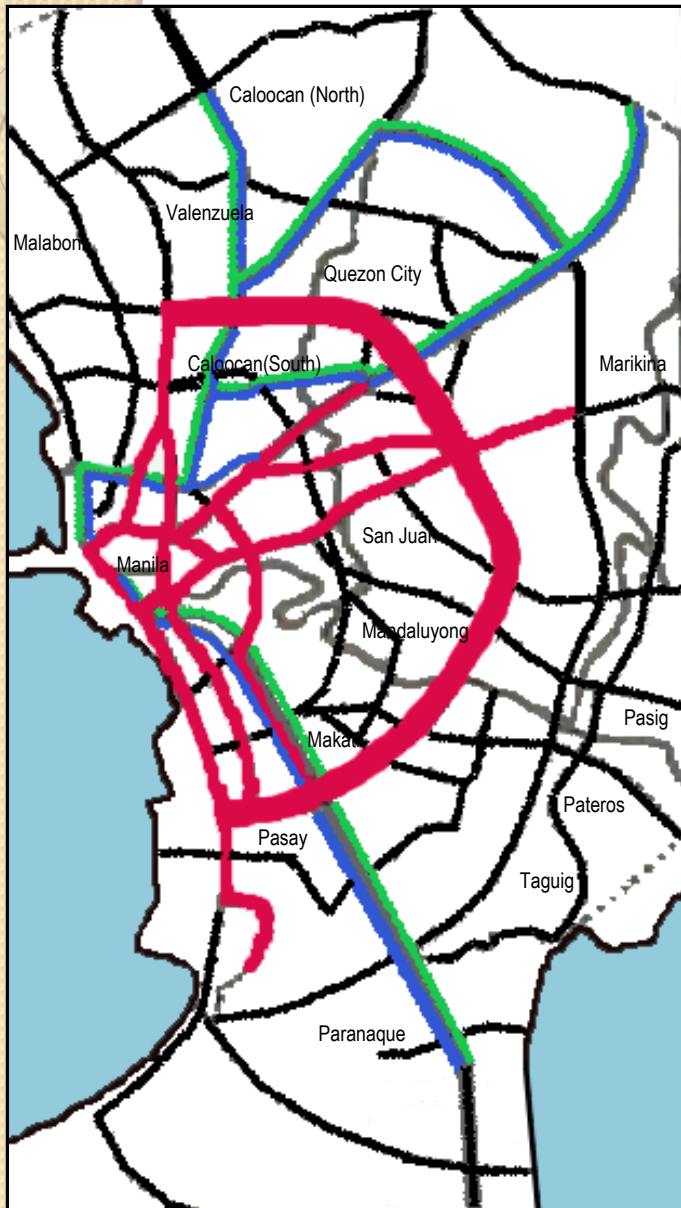 Caloocan (North)
Valenzuela
Malabon
Quezon City
Caloocan(South)
Marikina
San Juan
Manila
Mandaluyong
Pasig
Makati
Pateros
Pasay
Taguig
Paranaque